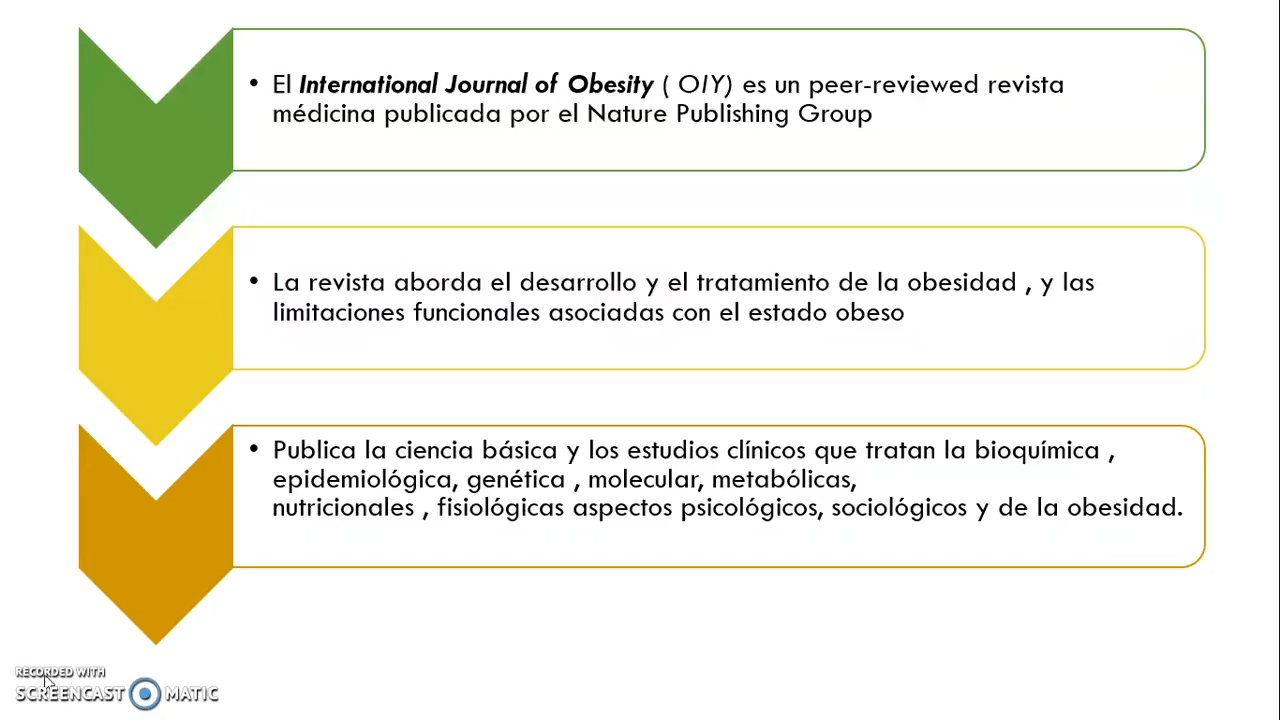 • El International Journal of Obesity ( OIY) es un peer-reviewed revista
médicina publicada por el Nature Publishing Group
• La revista aborda el desarrollo y el tratamiento de la obesidad , y las
limitaciones funcionales asociadas con el estado obeso
• Publica la ciencia básica y los estudios clínicos que tratan la bioquímica ,
epidemiológica, genética , molecular, metabólicas,
nutricionales , fisiológicas aspectos psicológicos, sociológicos y de la obesidad.
RECORDED WITH
SCREENCAST MATIC